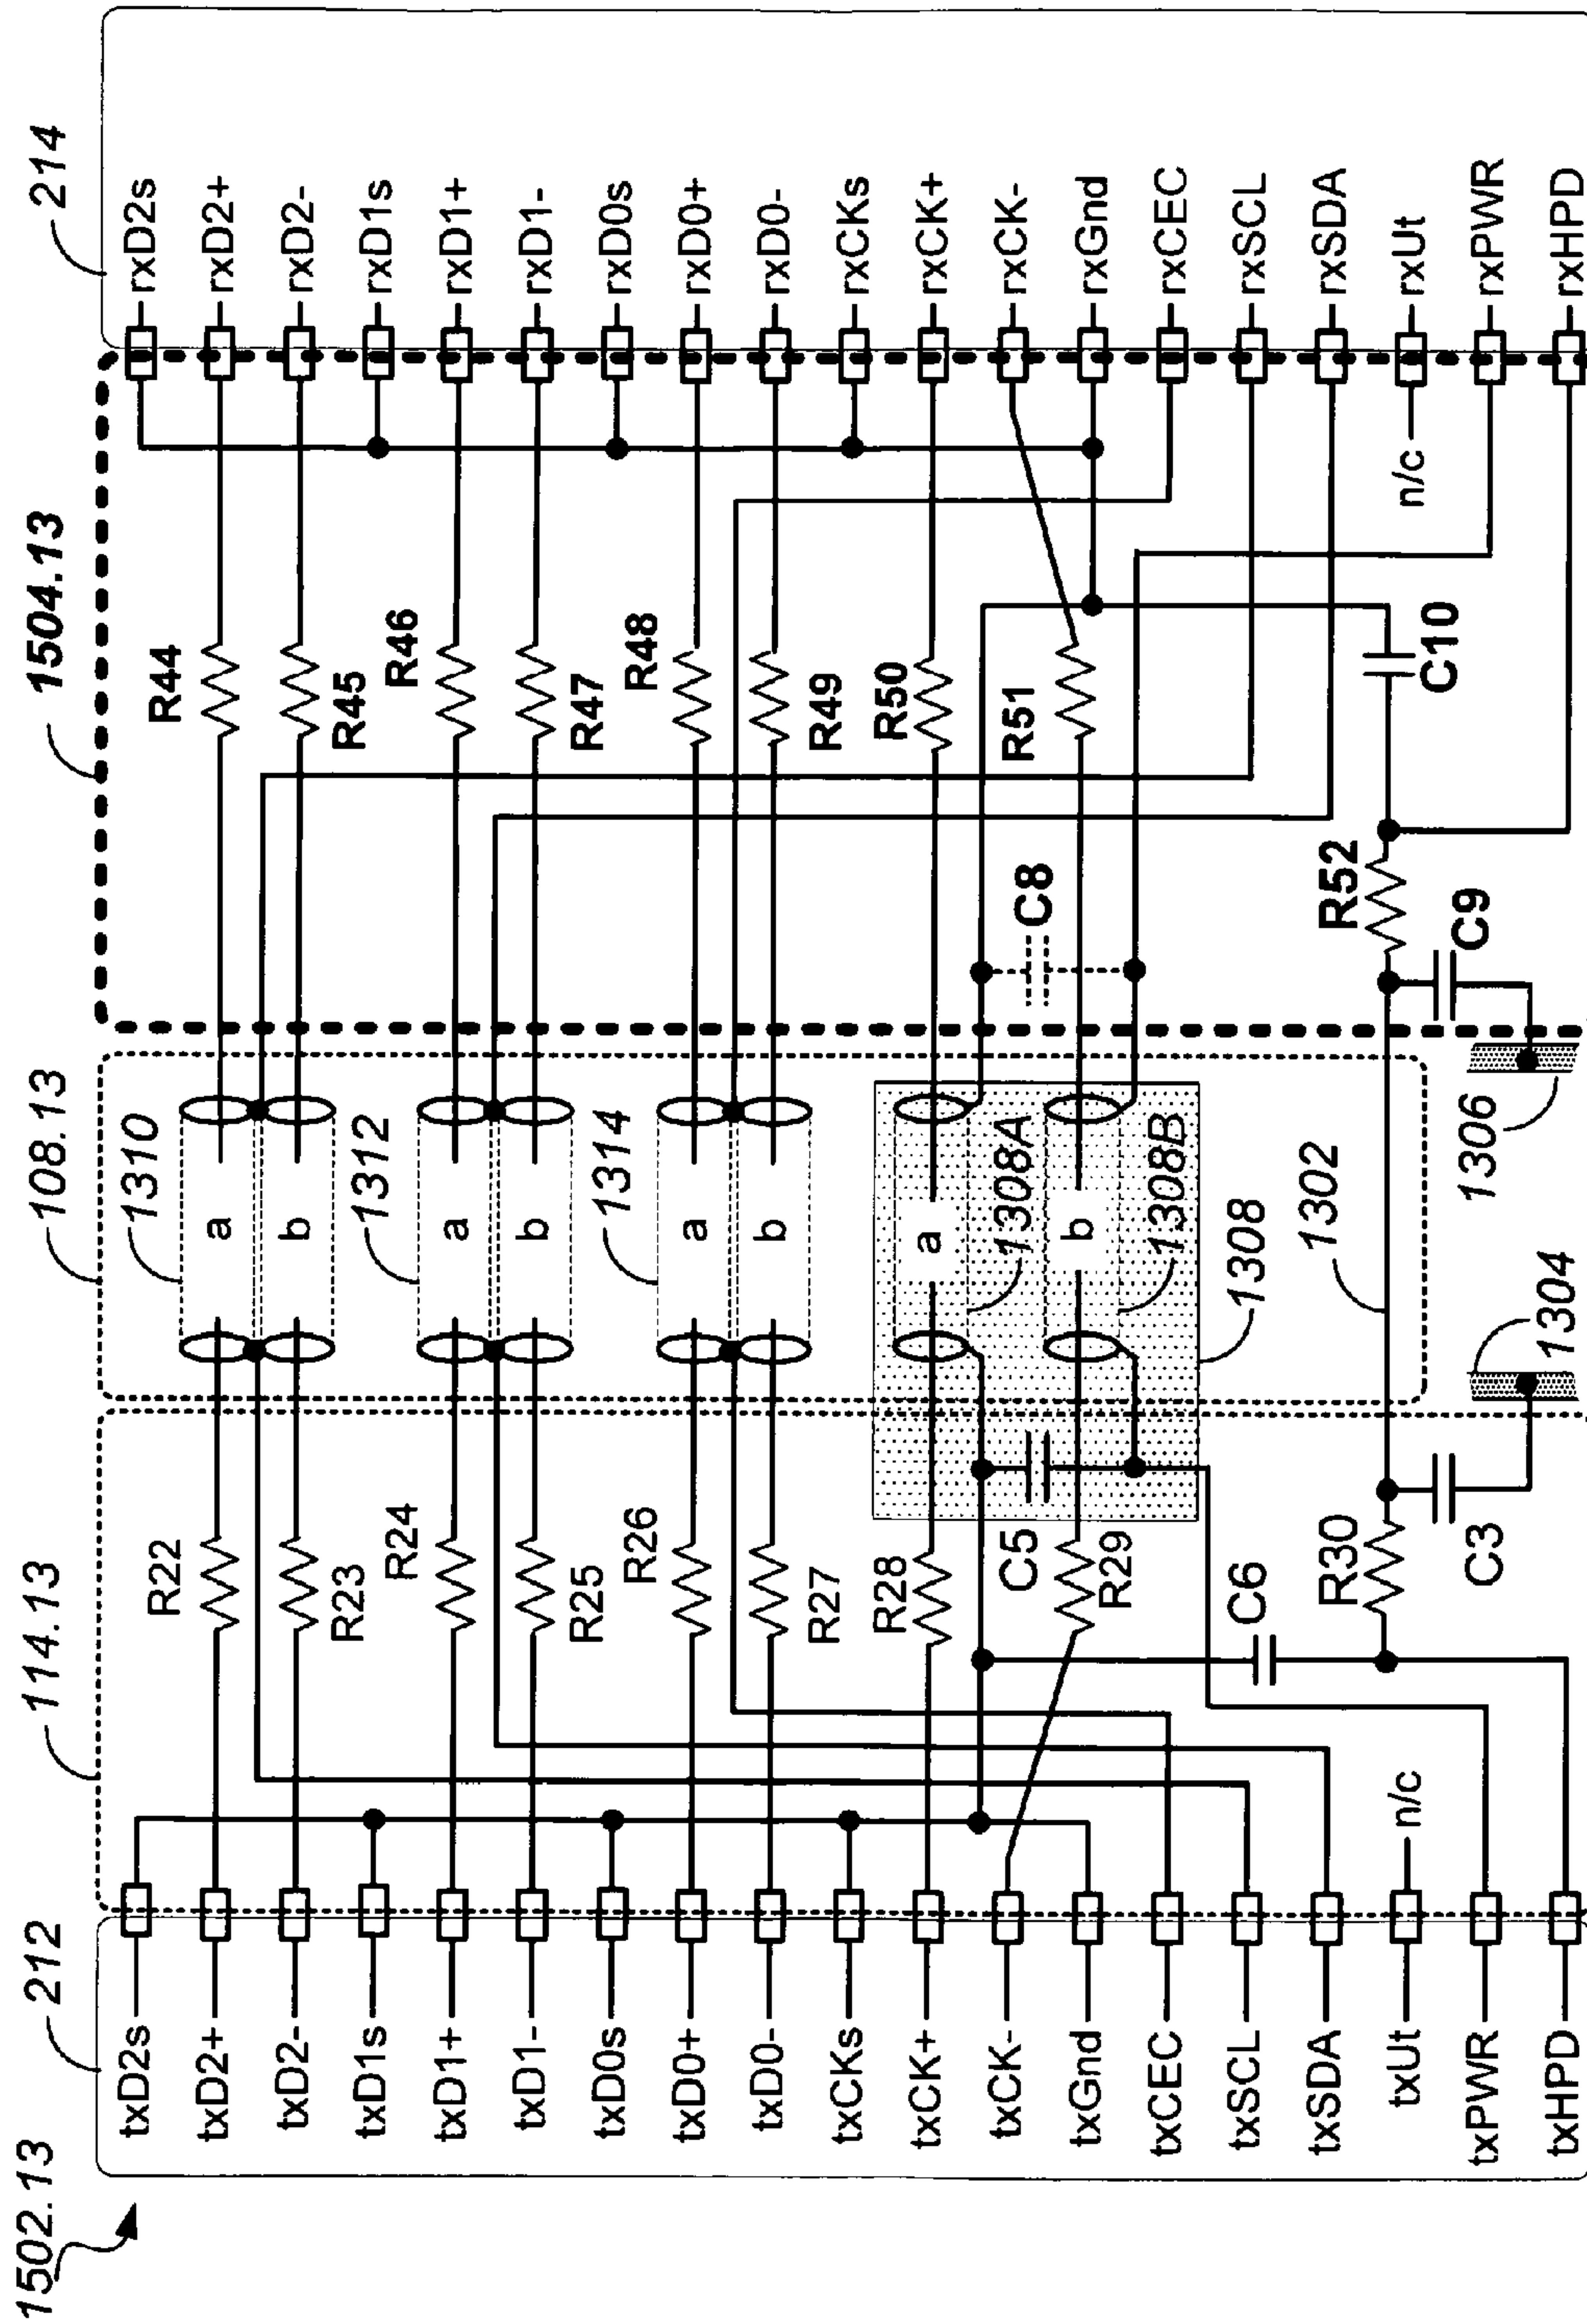 1502.13
212
114.13
108.13
1504.13
214
txD2s
txD2+
txD2-
txD1s
txD1+
txD1-
txD0s
txD0+
txD0-
txCKs
txCK+
txCK-
txGnd
txCEC
txSCL
txSDA
txUt
txPWR
txHPD
n/c
R22
R23
R24
R25
R26
R27
R28
R29
C5
C6
R30
C3
1310
a
b
1312
a
b
1314
a
b
a
1308A
b
1308B
1308
1302
1304
1306
R44
R45
R46
R47
R48
R49
R50
R51
C8
R52
C9
C10
n/c
rxD2s
rxD2+
rxD2-
rxD1s
rxD1+
rxD1-
rxD0s
rxD0+
rxD0-
rxCKs
rxCK+
rxCK-
rxGnd
rxCEC
rxSCL
rxSDA
rxUt
rxPWR
rxHPD